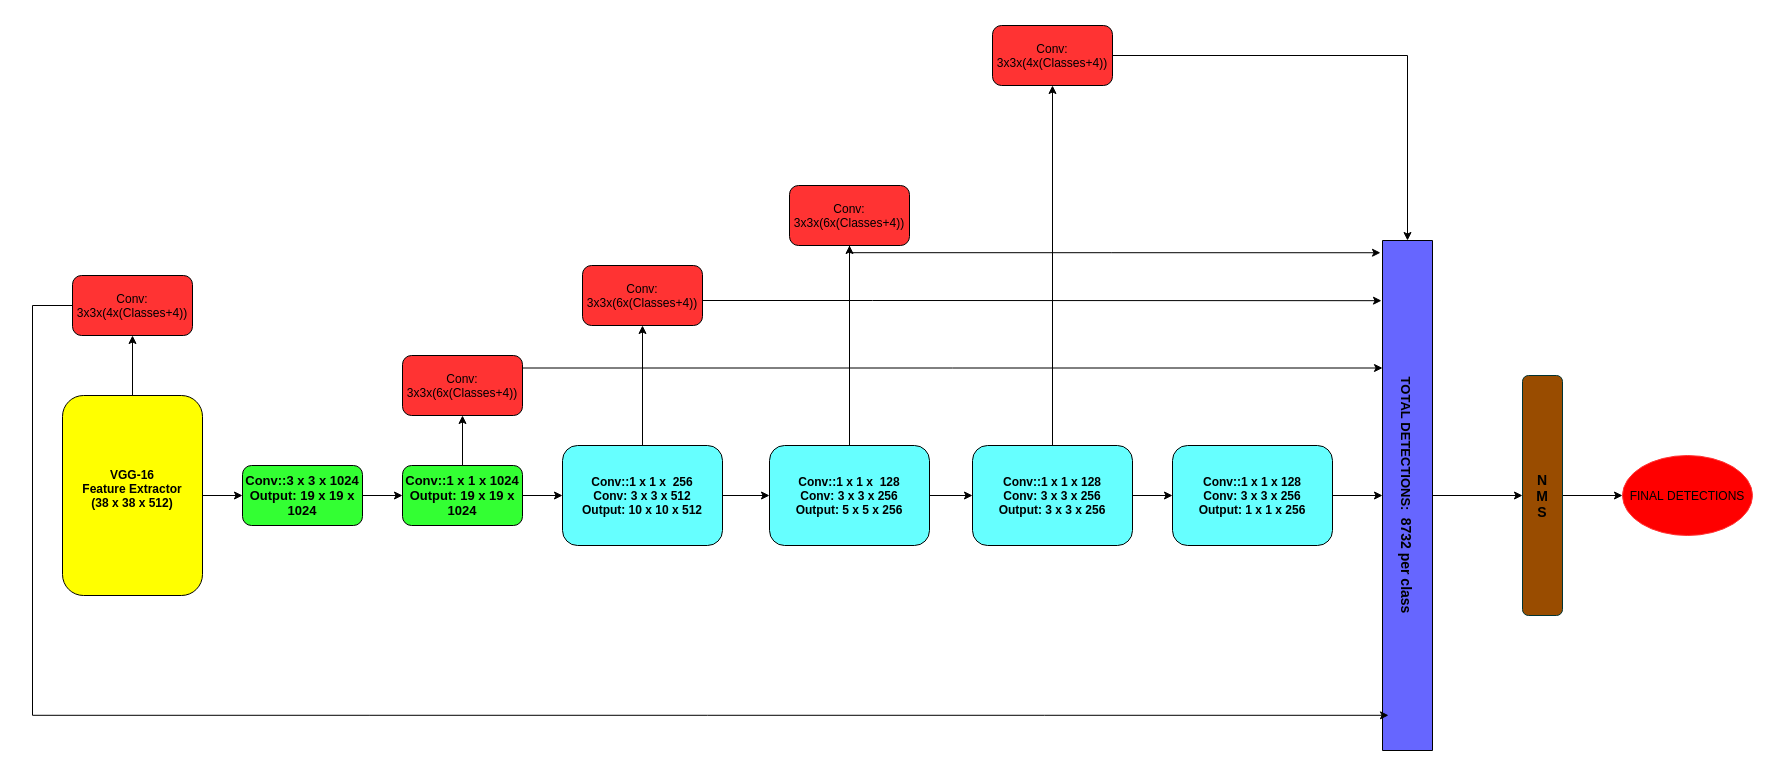 Conv:
3x3x(4x(Classes+4))
Conv:
3x3x(6x(Classes+4))
Conv:
3x3x(6x(Classes+4))
Conv:
3x3x(4x(Classes+4))
Conv:
3x3x(6x(Classes+4))
VGG-16
Feature Extractor
(38 x 38 x 512)
Conv::3 x 3 x 1024
Output: 19 x 19 x
1024
Conv::1 x 1 x 1024
Output: 19 x 19 x
1024
Conv::1 x 1 x 256
Conv: 3 x 3 x 512
Output: 10 x 10 x 512
Conv::1 x 1 x 128
Conv: 3 x 3 x 256
Output: 5 x 5 x 256
Conv::1 x 1 x 128
Conv: 3 x 3 x 256
Output: 3 x 3 x 256
Conv::1 x 1 x 128
Conv: 3 x 3 x 256
Output: 1 x 1 x 256
TOTAL DETECTIONS: 8732 per class
N
M
S
FINAL DETECTIONS